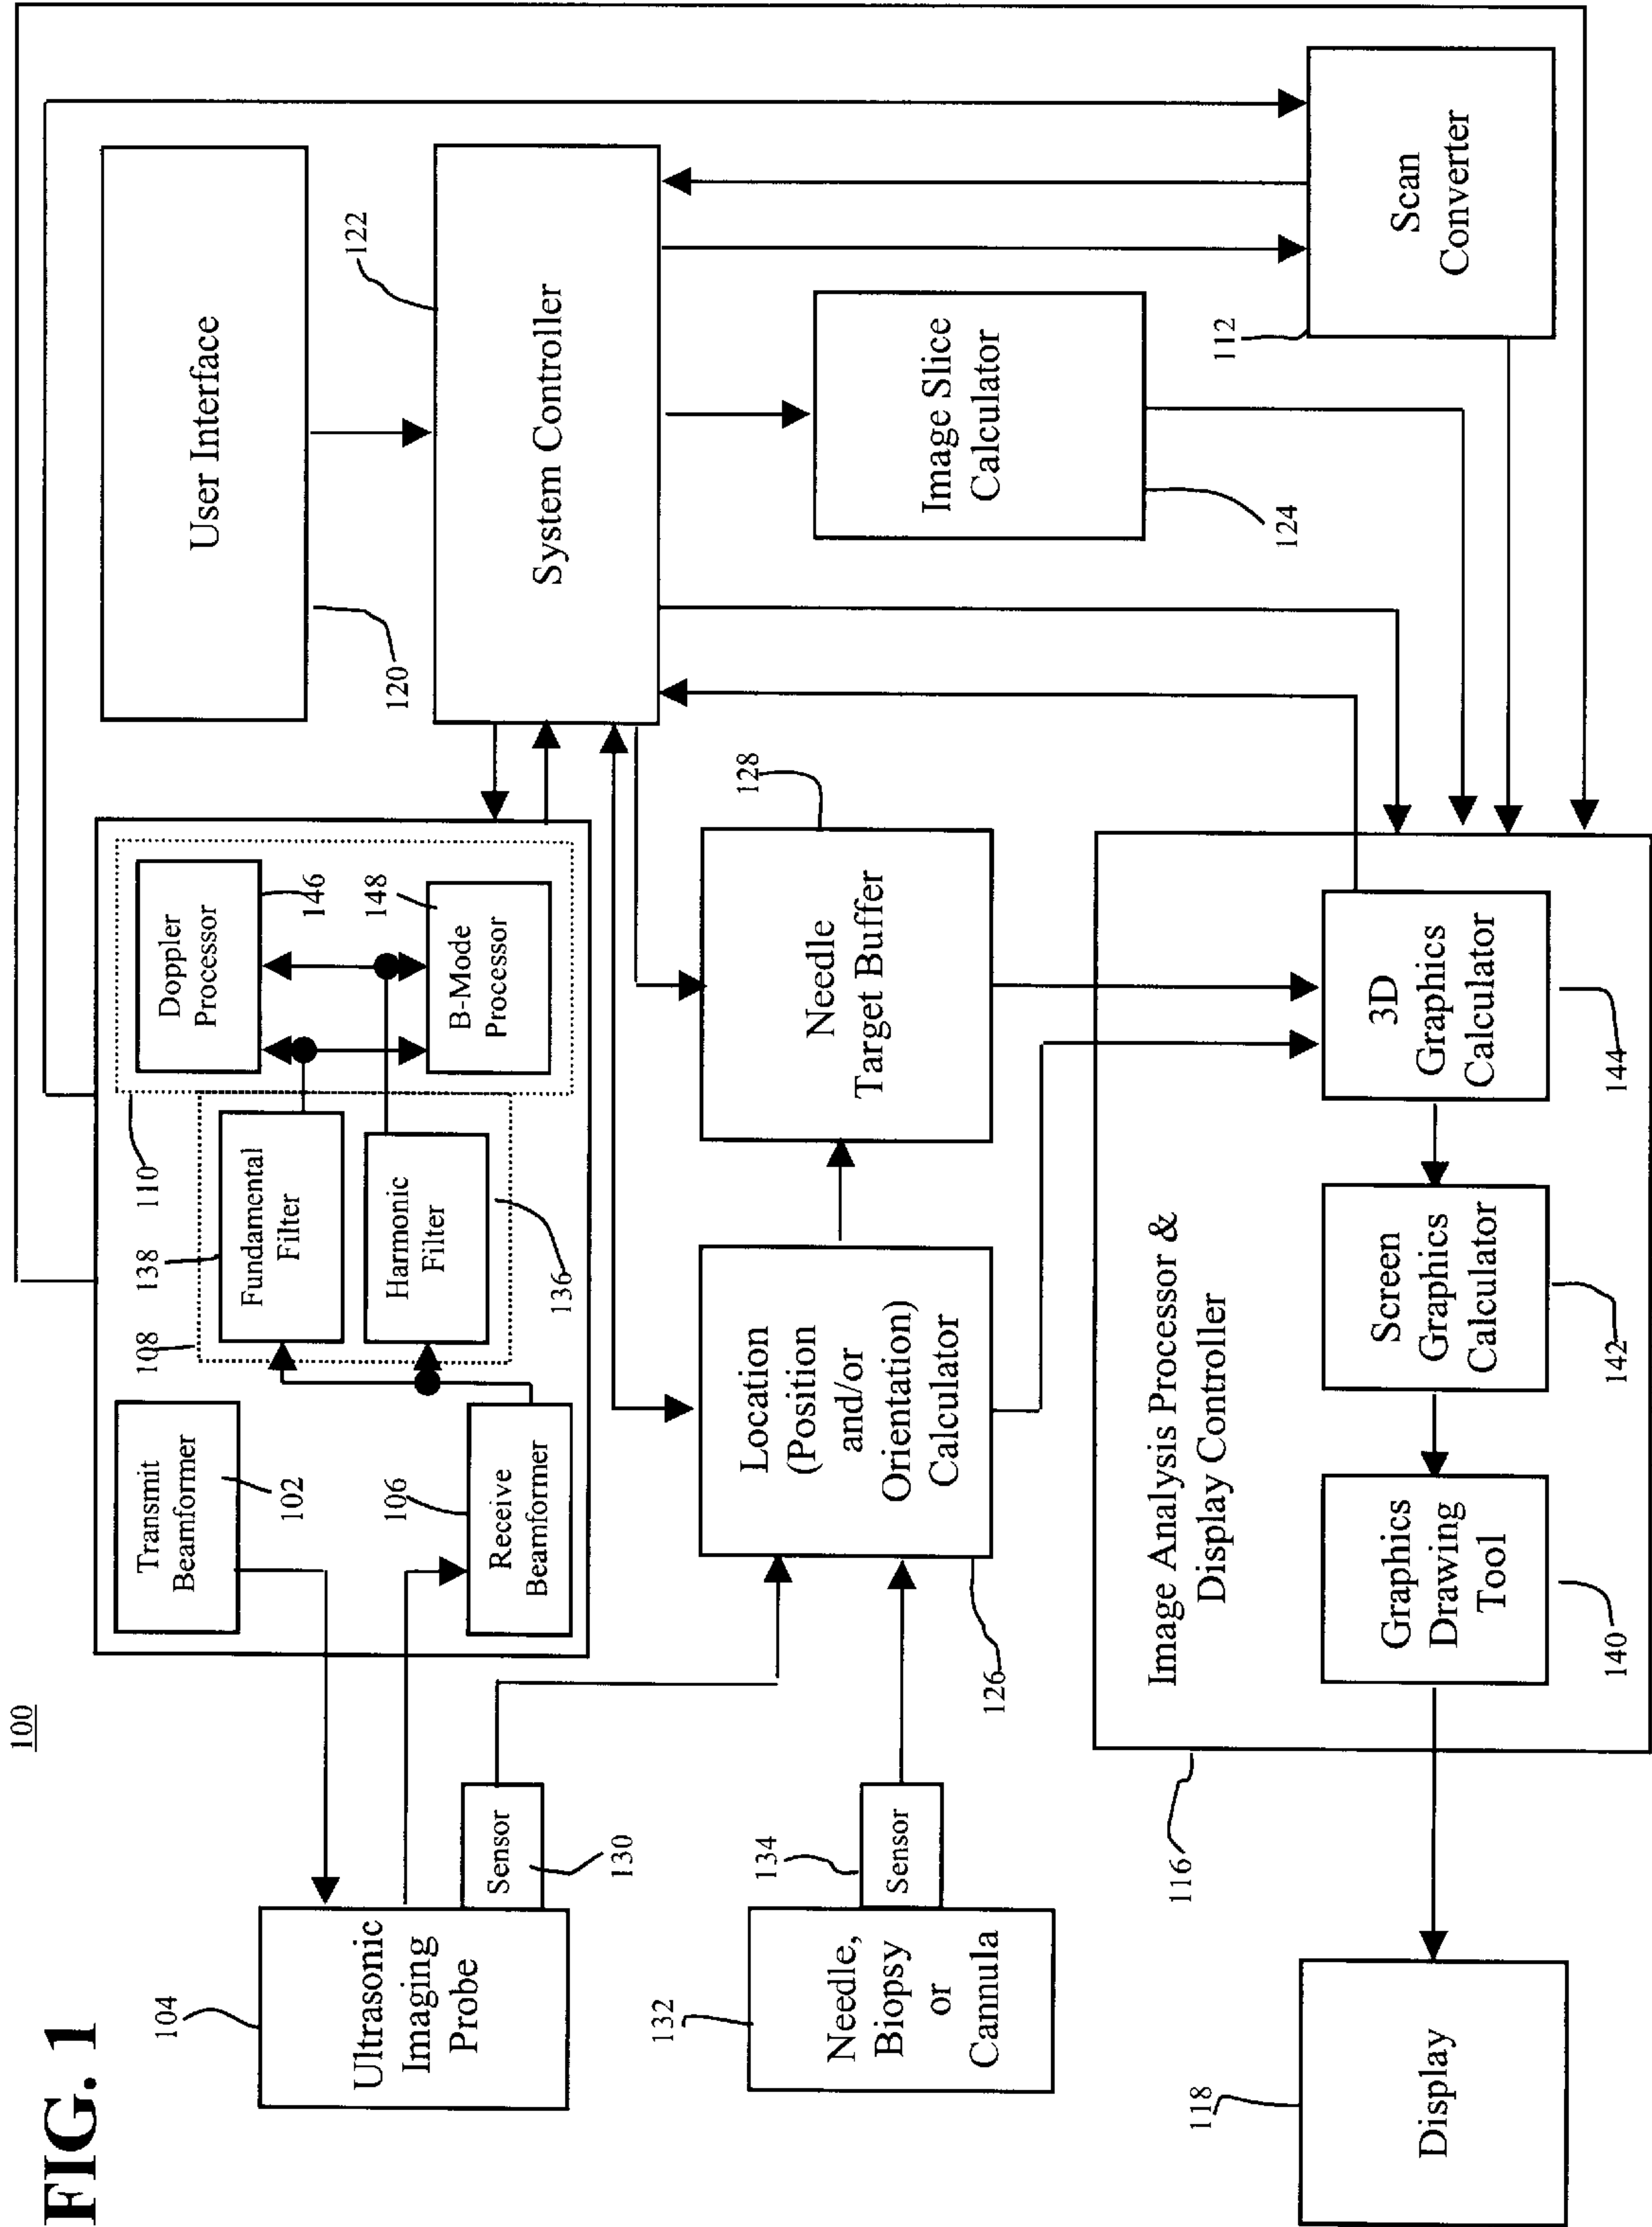 FIG. 1
100
104
Ultrasonic
Imaging
Probe
Sensor
130
Transmit
Beamformer
102
106
Receive
Beamformer
108
138
Fundamental
Filter
Harmonic
Filter
136
110
Doppler
Processor
146
148
B-Mode
Processor
User Interface
120
122
System Controller
132
Needle,
Biopsy
or
Cannula
134
Sensor
126
Location
(Position
and/or
Orientation)
Calculator
Needle
Target Buffer
128
Image Slice
Calculator
124
112
Scan
Converter
118
Display
116
Image Analysis Processor &
Display Controller
Graphics
Drawing
Tool
140
Screen
Graphics
Calculator
142
3D
Graphics
Calculator
144